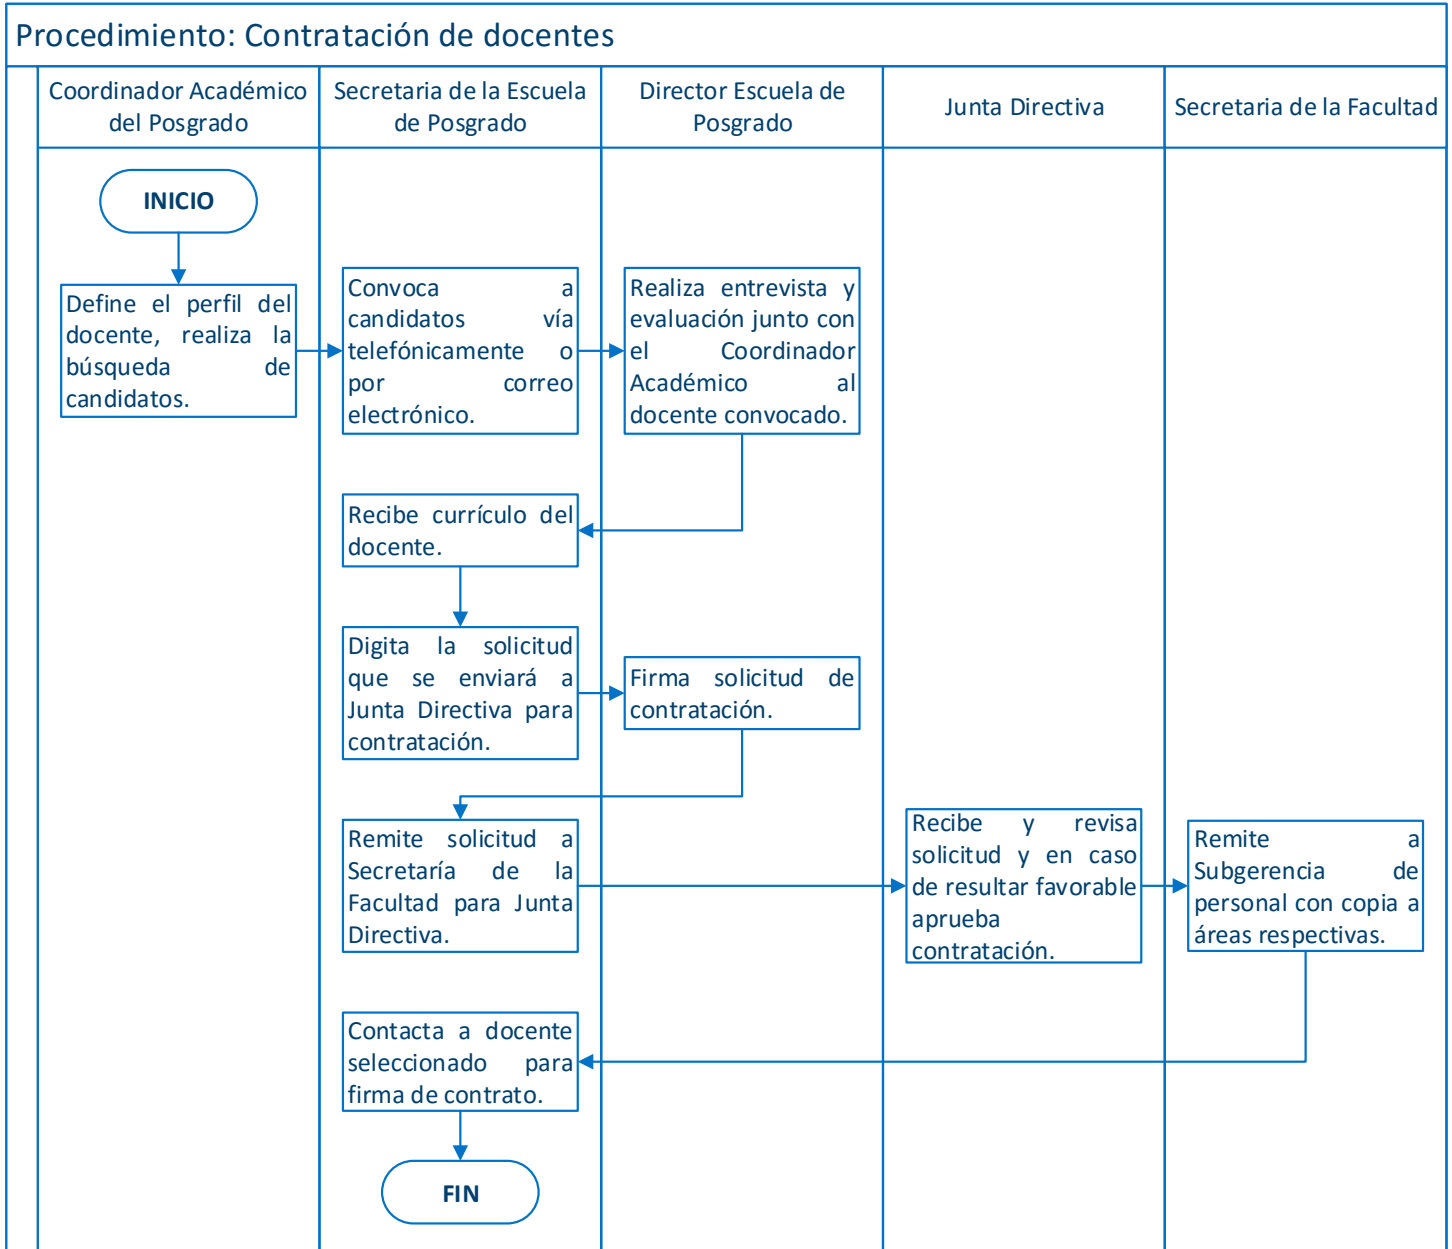 Procedimiento: Contratación de docentes
Coordinador Académico
del Posgrado
Secretaria de la Escuela
de Posgrado
Director Escuela de
Posgrado
Junta Directiva
Secretaria de la Facultad
INICIO
Define el perfil del
docente, realiza la
búsqueda de
candidatos.
Convoca a
candidatos vía
telefónicamente o
por correo
electrónico.
Realiza entrevista y
evaluación junto con
el Coordinador
Académico al
docente convocado.
Recibe currículo del
docente.
Digita la solicitud
que se enviará a
Junta Directiva para
contratación.
Firma solicitud de
contratación.
Remite solicitud a
Secretaría de la
Facultad para Junta
Directiva.
Recibe y revisa
solicitud y en caso
de resultar favorable
aprueba
contratación.
Remite a
Subgerencia de
personal con copia a
áreas respectivas.
Contacta a docente
seleccionado para
firma de contrato.
FIN